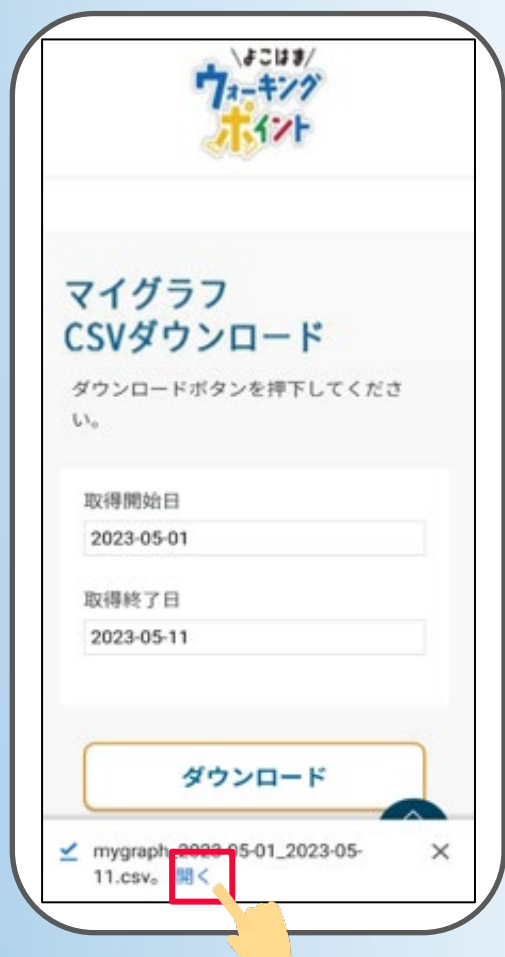 \よこはま/
ウォーキング
ポイント
マイグラフ
CSVダウンロード
ダウンロードボタンを押下してくださ
い。
取得開始日
2023-05-01
取得終了日
2023-05-11
ダウンロード
mygraph_2023-05-01_2023-05-
11.csv。 開く